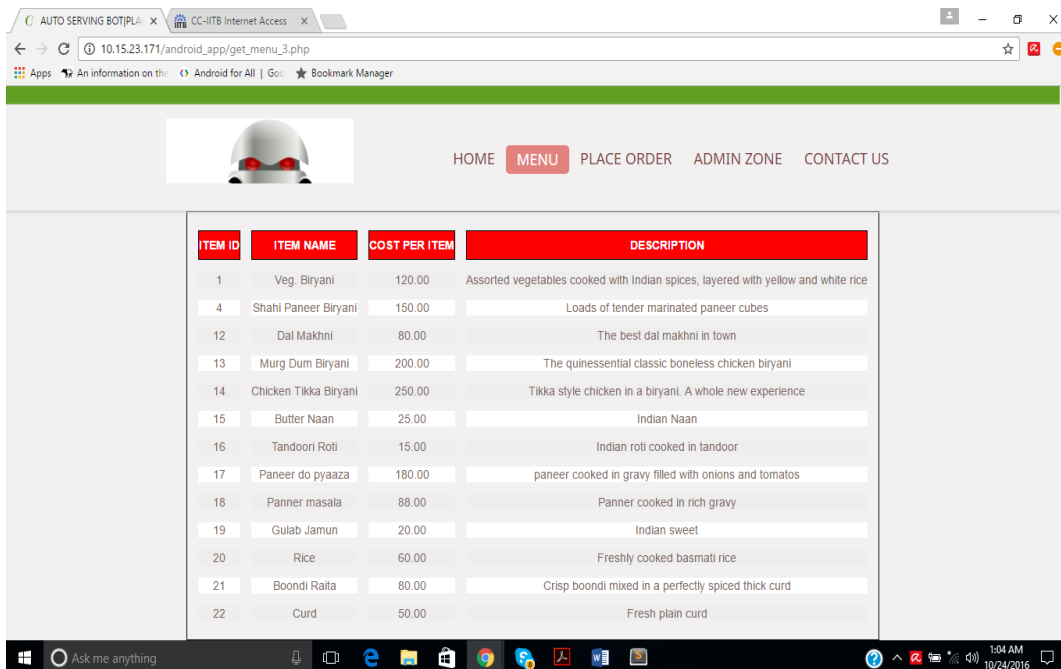 AUTO SERVING BOT|PLA
CC-IITB Internet Access
10.15.23.171/android_app/get_menu_3.php
Apps An information on the Android for All | Goo Bookmark Manager
HOME MENU PLACE ORDER ADMIN ZONE CONTACT US
ITEM ID ITEM NAME COST PER ITEM DESCRIPTION
1 Veg. Biryani 120.00 Assorted vegetables cooked with Indian spices, layered with yellow and white rice
4 Shahi Paneer Biryani 150.00 Loads of tender marinated paneer cubes
12 Dal Makhni 80.00 The best dal makhni in town
13 Murg Dum Biryani 200.00 The quinessential classic boneless chicken biryani
14 Chicken Tikka Biryani 250.00 Tikka style chicken in a biryani. A whole new experience
15 Butter Naan 25.00 Indian Naan
16 Tandoori Roti 15.00 Indian roti cooked in tandoor
17 Paneer do pyaaza 180.00 paneer cooked in gravy filled with onions and tomatos
18 Panner masala 88.00 Panner cooked in rich gravy
19 Gulab Jamun 20.00 Indian sweet
20 Rice 60.00 Freshly cooked basmati rice
21 Boondi Raita 80.00 Crisp boondi mixed in a perfectly spiced thick curd
22 Curd 50.00 Fresh plain curd
Ask me anything
1:04 AM
10/24/2016